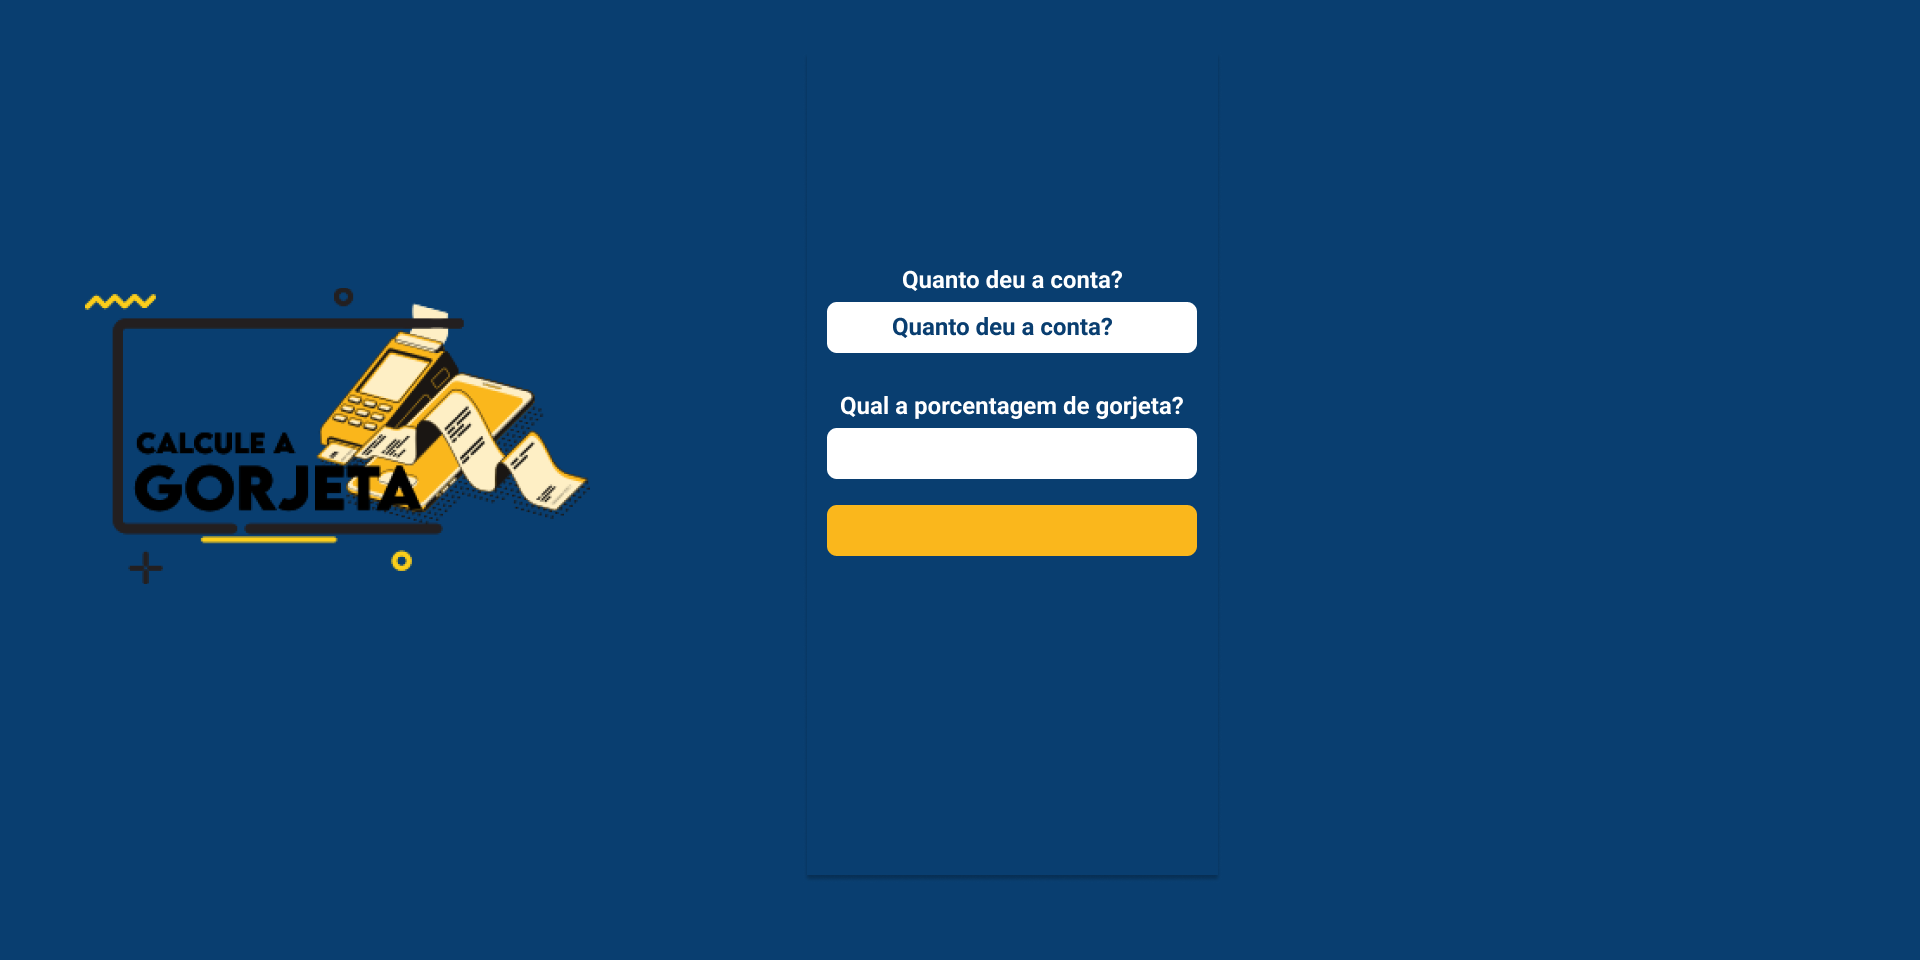 CALCULE A
GORJETA
Quanto deu a conta?
Quanto deu a conta?
Qual a porcentagem de gorjeta?